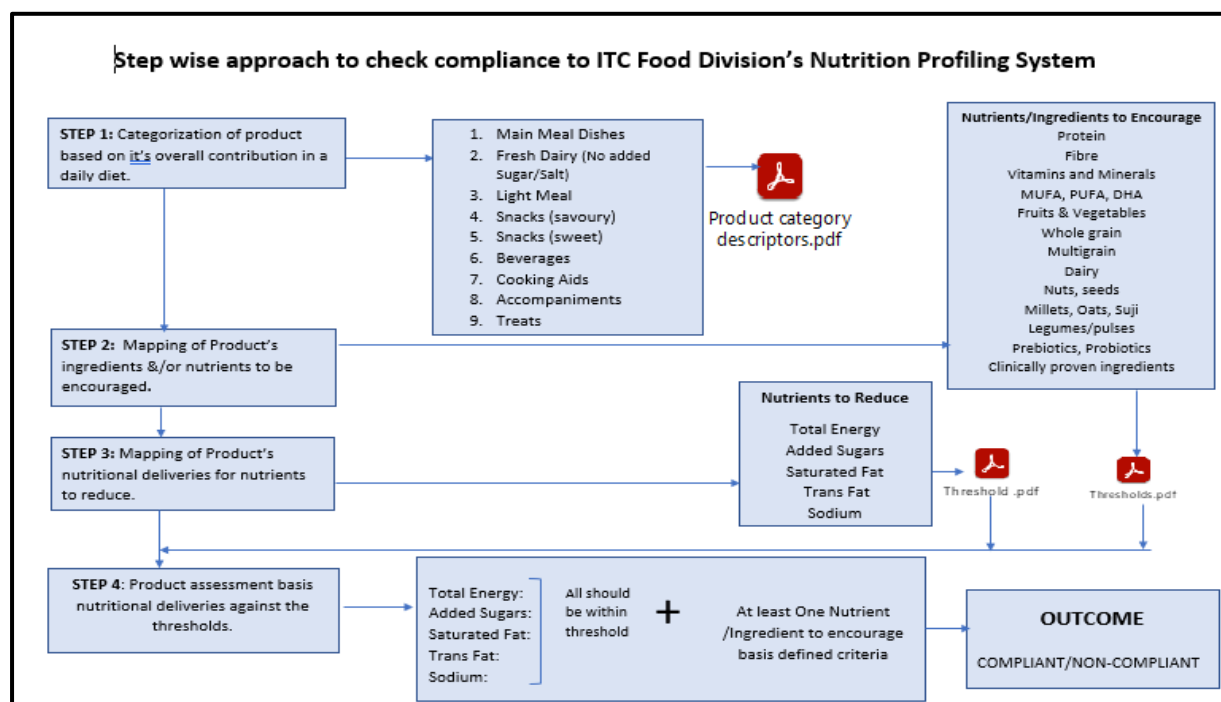 Step wise approach to check compliance to ITC Food Division's Nutrition Profiling System
STEP 1: Categorization of product
based on it's overall contribution in a
daily diet.
1. Main Meal Dishes
2. Fresh Dairy (No added
Sugar/Salt)
3. Light Meal
4. Snacks (savoury)
5. Snacks (sweet)
6. Beverages
7. Cooking Aids
8. Accompaniments
9. Treats
Product category
descriptors.pdf
Nutrients/Ingredients to Encourage
Protein
Fibre
Vitamins and Minerals
MUFA, PUFA, DHA
Fruits & Vegetables
Whole grain
Multigrain
Dairy
Nuts, seeds
Millets, Oats, Suji
Legumes/pulses
Prebiotics, Probiotics
Clinically proven ingredients
STEP 2: Mapping of Product's
ingredients &/or nutrients to be
encouraged.
STEP 3: Mapping of Product's
nutritional deliveries for nutrients
to reduce.
Nutrients to Reduce
Total Energy
Added Sugars
Saturated Fat
Trans Fat
Sodium
Threshold .pdf
Thresholds.pdf
STEP 4: Product assessment basis
nutritional deliveries against the
thresholds.
Total Energy:
Added Sugars:
Saturated Fat:
Trans Fat:
Sodium:
All should
be within
threshold
+
At least One Nutrient
/Ingredient to encourage
basis defined criteria
OUTCOME
COMPLIANT/NON-COMPLIANT